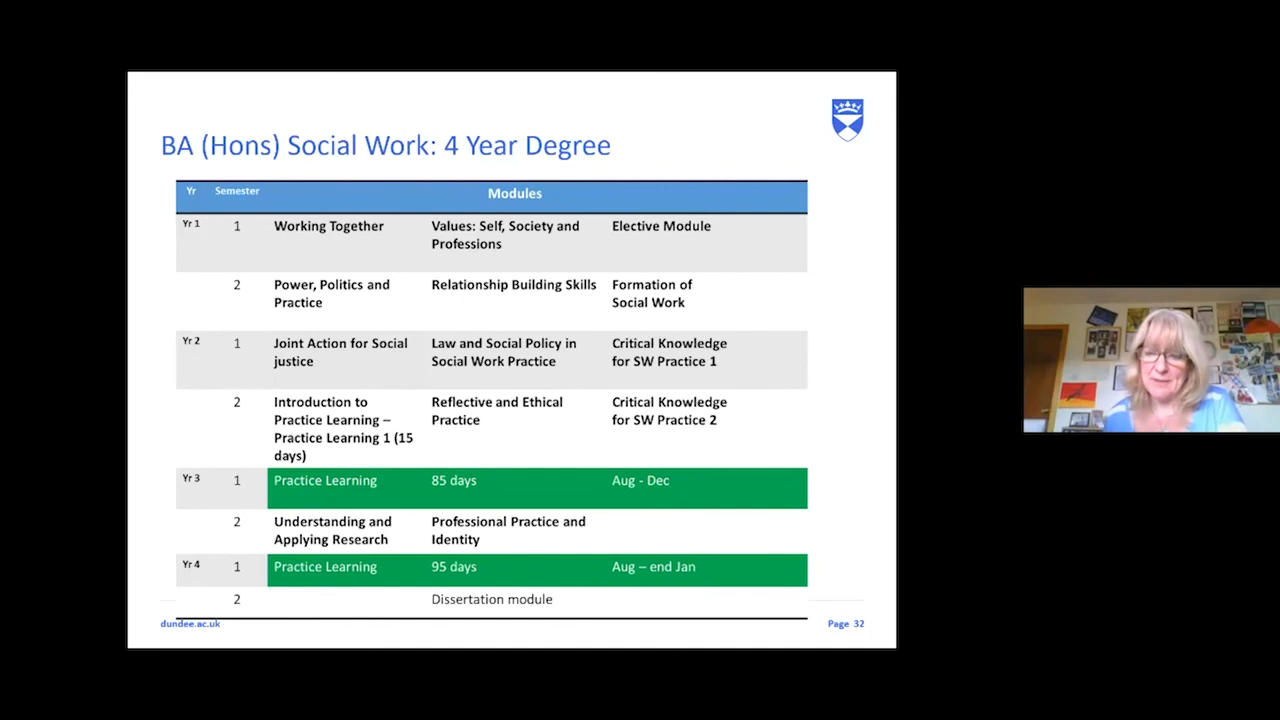 BA (Hons) Social Work: 4 Year Degree
Yr Semester Modules
Yr 1 1 Working Together Values: Self, Society and Elective Module
Professions
2 Power, Politics and Relationship Building Skills Formation of
Practice Social Work
Yr 2 1 Joint Action for Social Law and Social Policy in Critical Knowledge
justice Social Work Practice for SW Practice 1
2 Introduction to Reflective and Ethical Critical Knowledge
Practice Learning – Practice for SW Practice 2
Practice Learning 1 (15
days)
Yr 3 1 Practice Learning 85 days Aug - Dec
2 Understanding and Professional Practice and
Applying Research Identity
Yr 4 1 Practice Learning 95 days Aug – end Jan
2 Dissertation module
dundee.ac.uk Page 32